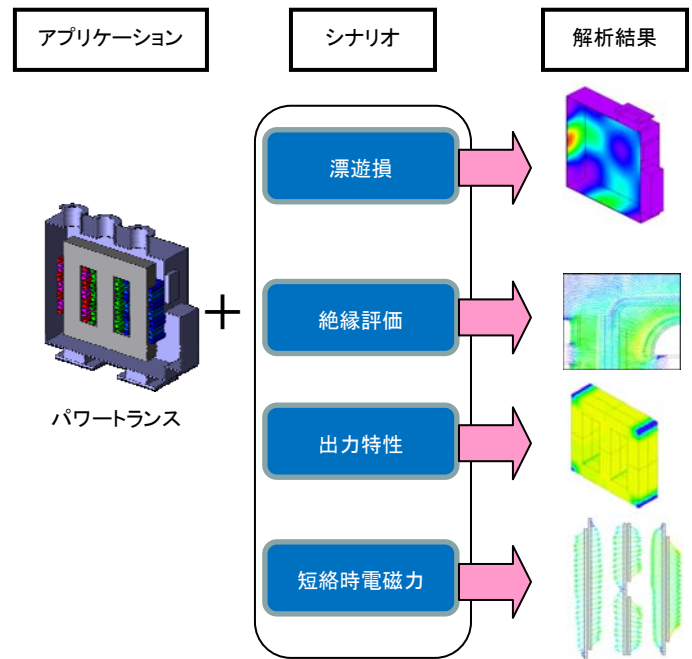 アプリケーション
シナリオ
解析結果
漂遊損
絶縁評価
パワートランス
出力特性
短絡時電磁力